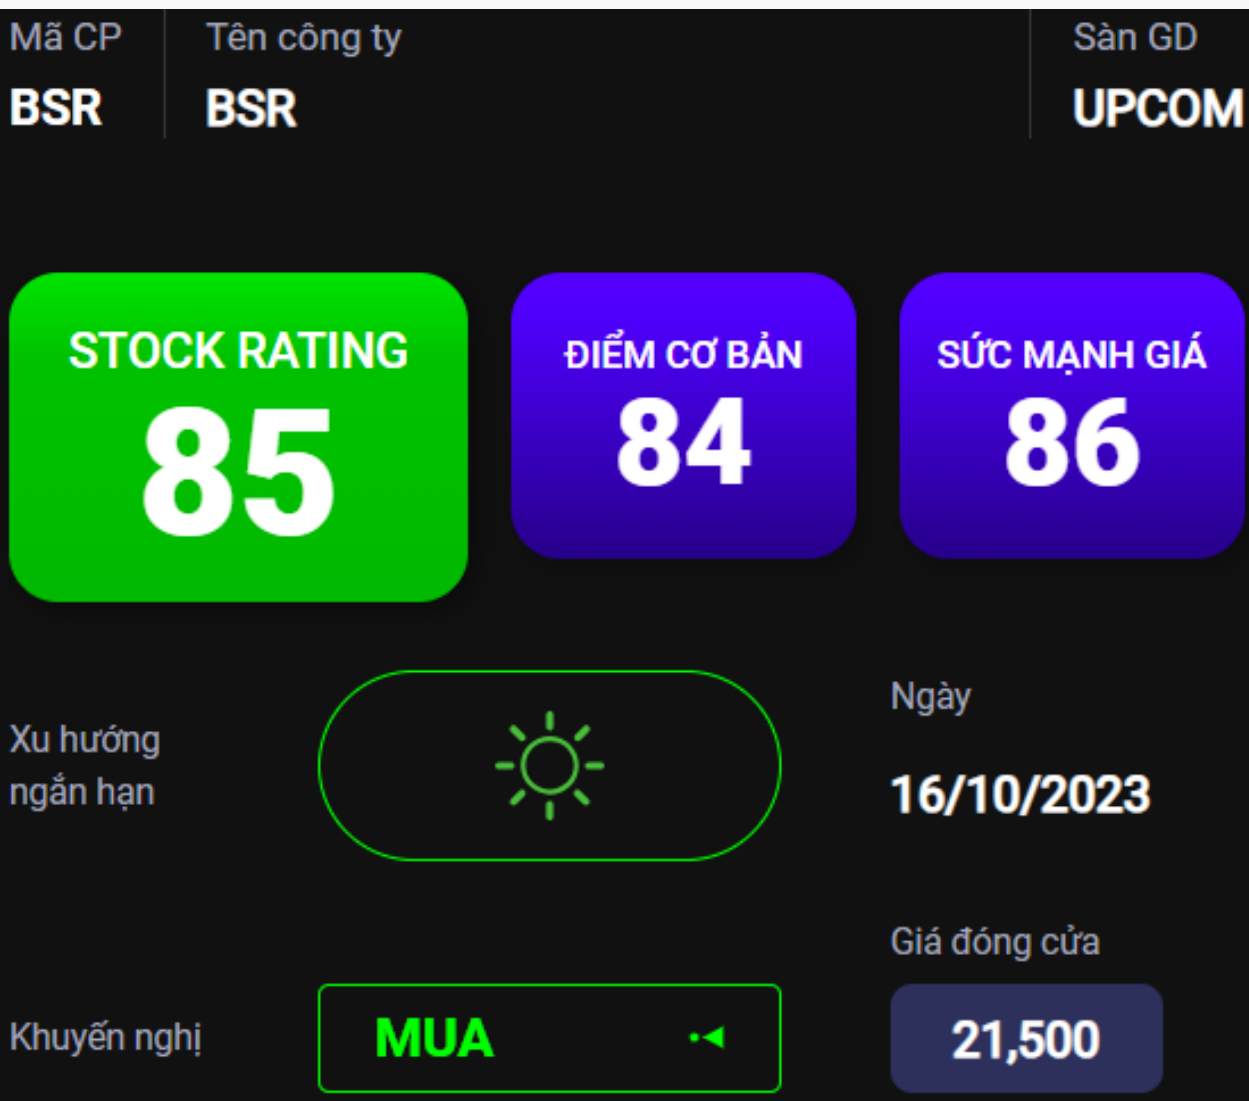 Mã CP
Tên công ty
Sàn GD
BSR
BSR
UPCOM
STOCK RATING
85
ĐIỂM CƠ BẢN
84
SỨC MẠNH GIÁ
86
Xu hướng
ngắn hạn
Ngày
16/10/2023
Khuyến nghị
MUA
Giá đóng cửa
21,500